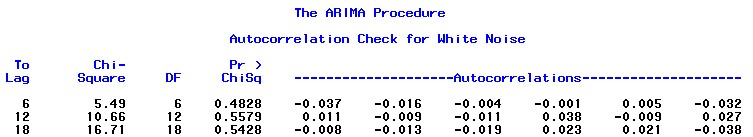 The ARIMA Procedure
Autocorrelation Check for White Noise
To Chi- Pr >
Lag Square DF ChiSq --------------------Autocorrelations--------------------
6 5.49 6 0.4828 -0.037 -0.016 -0.004 -0.001 0.005 -0.032
12 10.66 12 0.5579 0.011 -0.009 -0.011 0.038 -0.009 0.027
18 16.71 18 0.5428 -0.008 -0.013 -0.019 0.023 0.021 -0.038